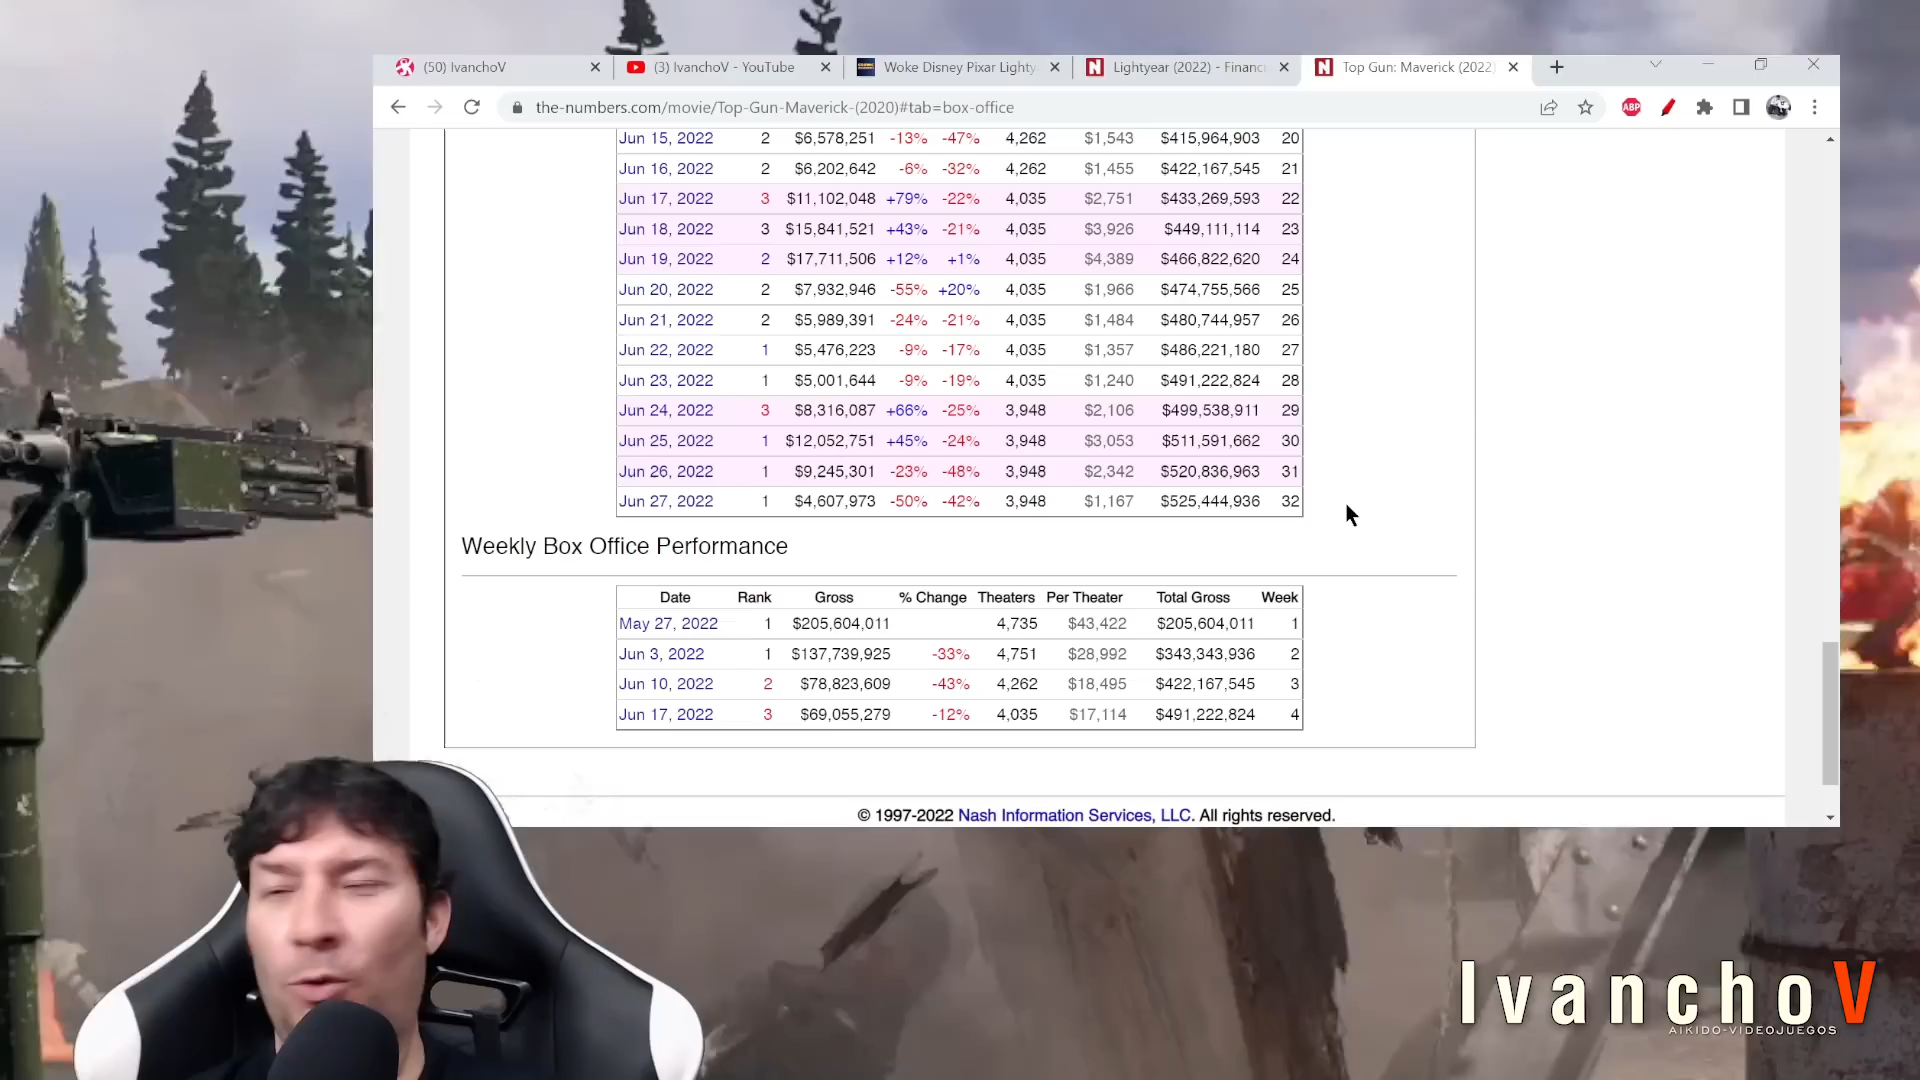 (50) IvanchoV
(3) IvanchoV - YouTube
Woke Disney Pixar Lighty
Lightyear (2022) - Financi
Top Gun: Maverick (2022)
the-numbers.com/movie/Top-Gun-Maverick-(2020)#tab=box-office
ABP
Jun 15, 2022 2 $6,578,251 -13% -47% 4,262 $1,543 $415,964,903 20
Jun 16, 2022 2 $6,202,642 -6% -32% 4,262 $1,455 $422,167,545 21
Jun 17, 2022 3 $11,102,048 +79% -22% 4,035 $2,751 $433,269,593 22
Jun 18, 2022 3 $15,841,521 +43% -21% 4,035 $3,926 $449,111,114 23
Jun 19, 2022 2 $17,711,506 +12% +1% 4,035 $4,389 $466,822,620 24
Jun 20, 2022 2 $7,932,946 -55% +20% 4,035 $1,966 $474,755,566 25
Jun 21, 2022 2 $5,989,391 -24% -21% 4,035 $1,484 $480,744,957 26
Jun 22, 2022 1 $5,476,223 -9% -17% 4,035 $1,357 $486,221,180 27
Jun 23, 2022 1 $5,001,644 -9% -19% 4,035 $1,240 $491,222,824 28
Jun 24, 2022 3 $8,316,087 +66% -25% 3,948 $2,106 $499,538,911 29
Jun 25, 2022 1 $12,052,751 +45% -24% 3,948 $3,053 $511,591,662 30
Jun 26, 2022 1 $9,245,301 -23% -48% 3,948 $2,342 $520,836,963 31
Jun 27, 2022 1 $4,607,973 -50% -42% 3,948 $1,167 $525,444,936 32
Weekly Box Office Performance
Date Rank Gross % Change Theaters Per Theater Total Gross Week
May 27, 2022 1 $205,604,011 4,735 $43,422 $205,604,011 1
Jun 3, 2022 1 $137,739,925 -33% 4,751 $28,992 $343,343,936 2
Jun 10, 2022 2 $78,823,609 -43% 4,262 $18,495 $422,167,545 3
Jun 17, 2022 3 $69,055,279 -12% 4,035 $17,114 $491,222,824 4
© 1997-2022 Nash Information Services, LLC. All rights reserved.
IvanchoV
AIKIDO-VIDEOJUEGOS